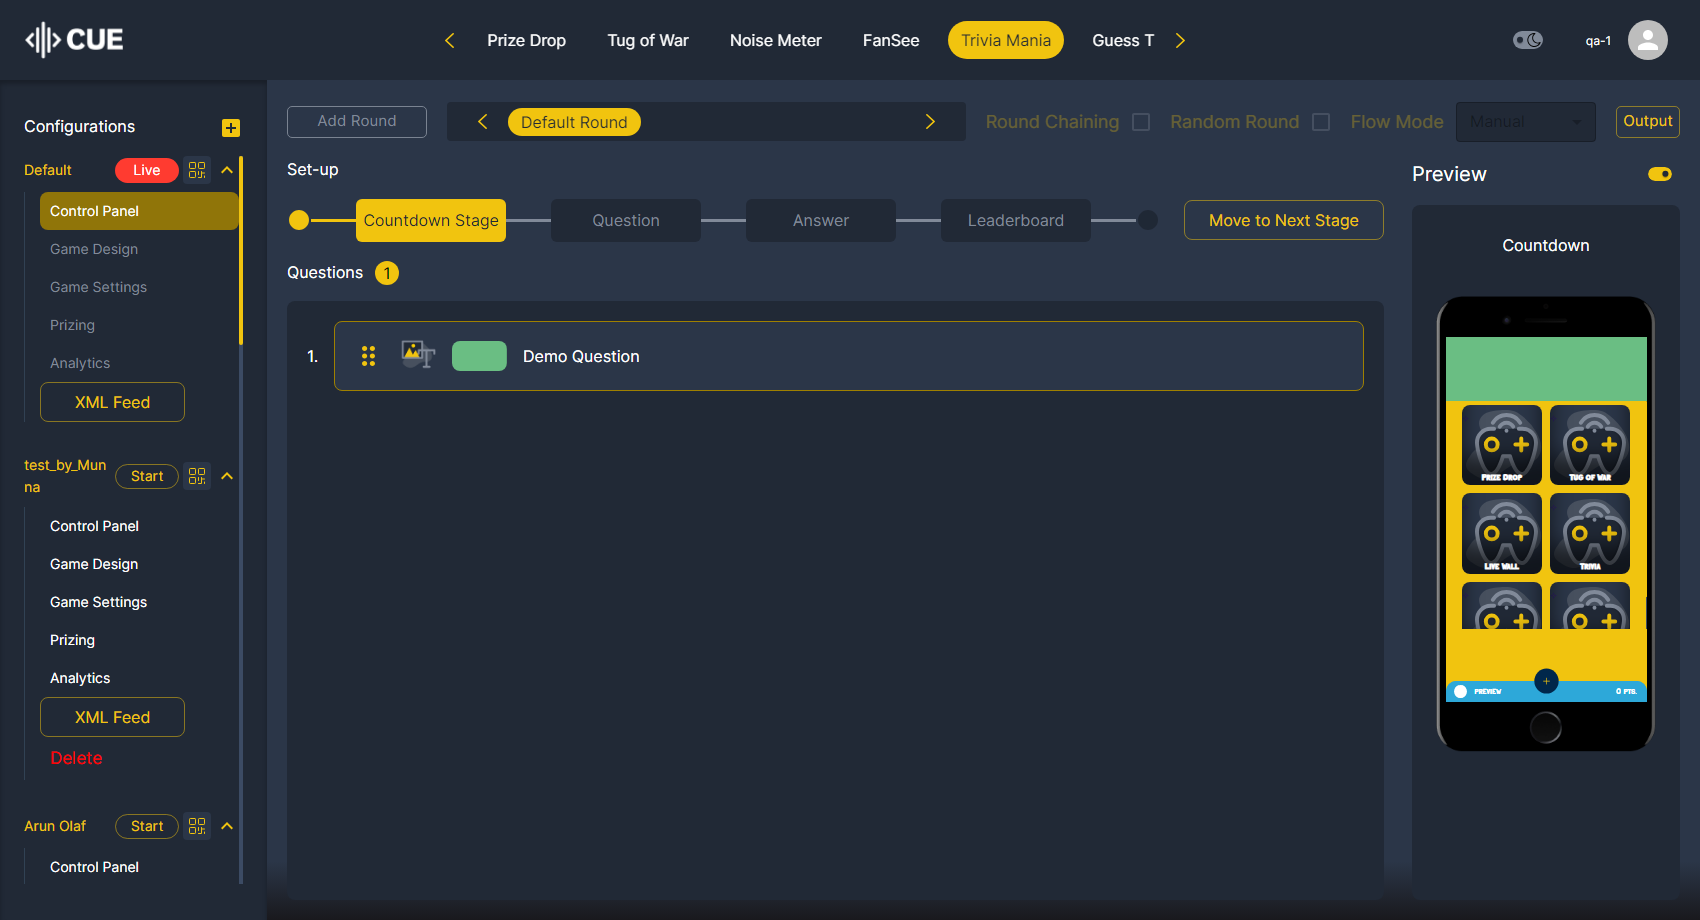 CUE
Prize Drop
Tug of War
Noise Meter
FanSee
Trivia Mania
Guess T
qa-1
Configurations
Default
Live
Control Panel
Game Design
Game Settings
Prizing
Analytics
XML Feed
test_by_Mun
na
Start
Control Panel
Game Design
Game Settings
Prizing
Analytics
XML Feed
Delete
Arun Olaf
Start
Control Panel
Add Round
Default Round
Round Chaining
Random Round
Flow Mode
Manual
Output
Set-up
Countdown Stage
Question
Answer
Leaderboard
Move to Next Stage
Questions 1
1.
Demo Question
Preview
Countdown
Prize Drop
Tug of War
Live Wall
Trivia
Preview
0 pts.